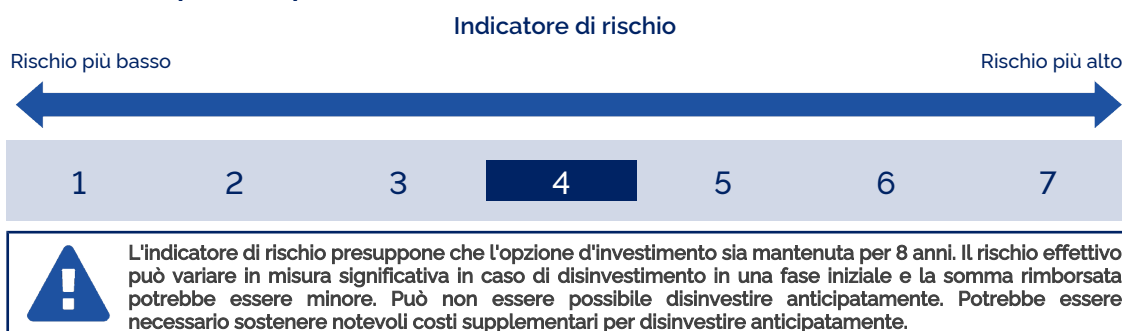 Indicatore di rischio
Rischio più basso Rischio più alto
1 2 3 4 5 6 7
L'indicatore di rischio presuppone che l'opzione d'investimento sia mantenuta per 8 anni. Il rischio effettivo
può variare in misura significativa in caso di disinvestimento in una fase iniziale e la somma rimborsata
potrebbe essere minore. Può non essere possibile disinvestire anticipatamente. Potrebbe essere
necessario sostenere notevoli costi supplementari per disinvestire anticipatamente.